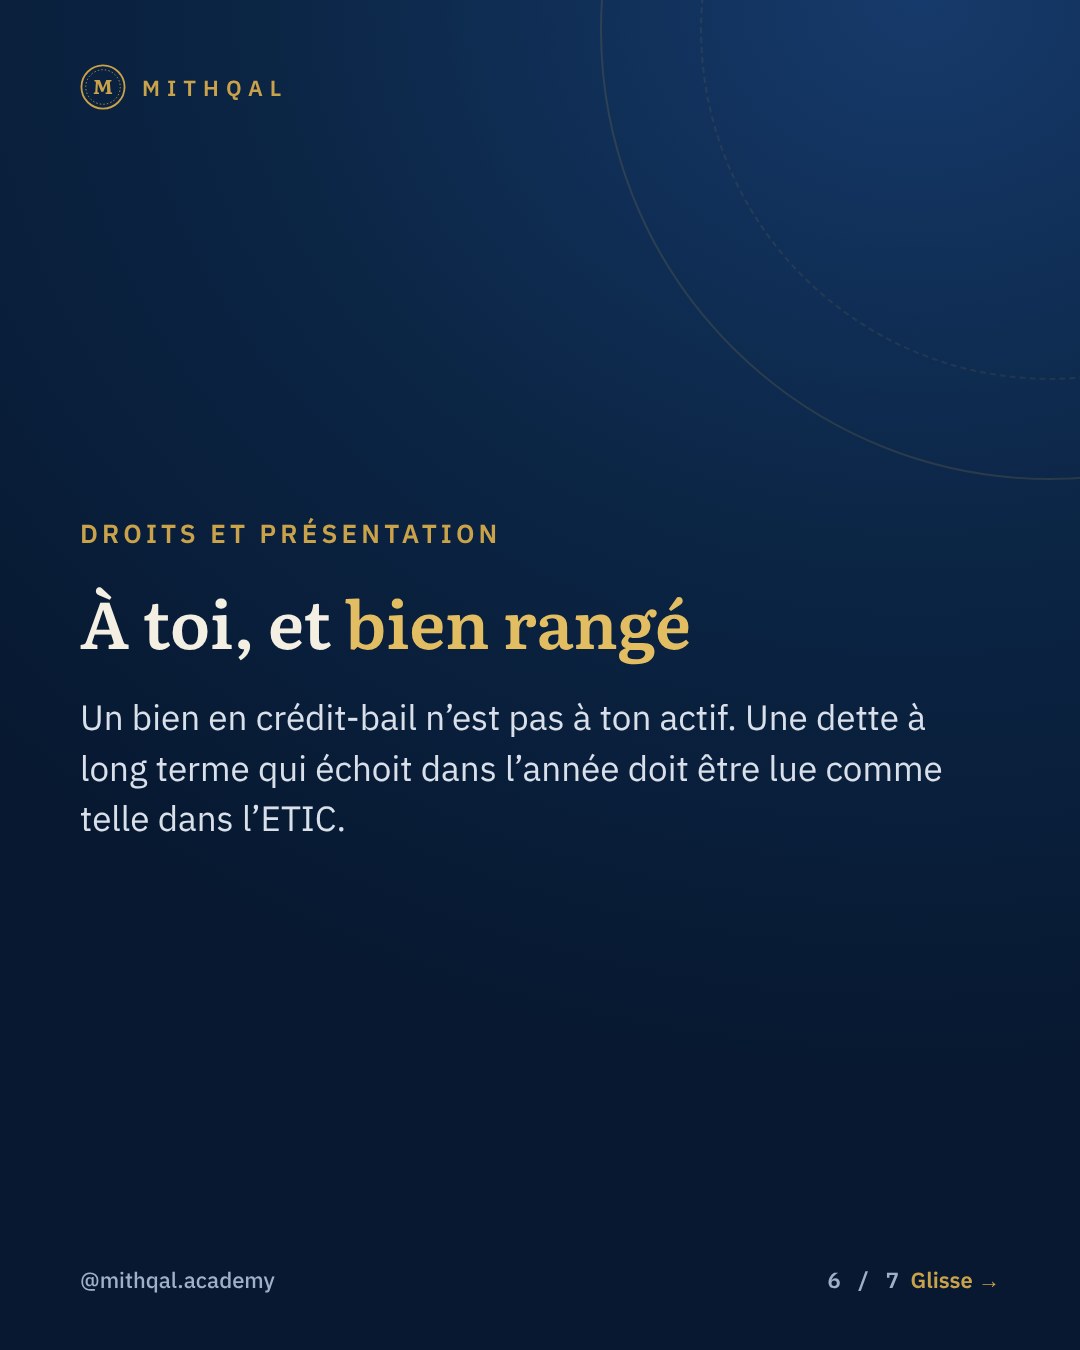 M MITHQAL
DROITS ET PRÉSENTATION
À toi, et bien rangé
Un bien en crédit-bail n’est pas à ton actif. Une dette à
long terme qui échoit dans l’année doit être lue comme
telle dans l’ETIC.
@mithqal.academy
6 / 7 Glisse →